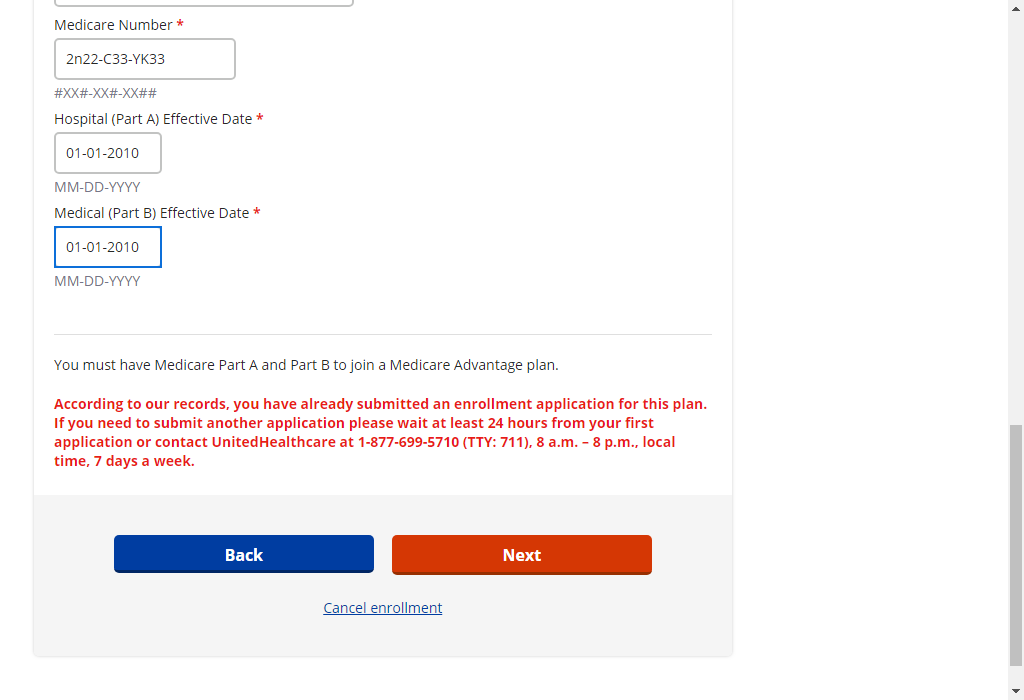 Medicare Number *
2n22-C33-YK33
#XX#-XX#-XX##
Hospital (Part A) Effective Date *
01-01-2010
MM-DD-YYYY
Medical (Part B) Effective Date *
01-01-2010
MM-DD-YYYY
You must have Medicare Part A and Part B to join a Medicare Advantage plan.
According to our records, you have already submitted an enrollment application for this plan.
If you need to submit another application please wait at least 24 hours from your first
application or contact UnitedHealthcare at 1-877-699-5710 (TTY: 711), 8 a.m. – 8 p.m., local
time, 7 days a week.
Back
Next
Cancel enrollment